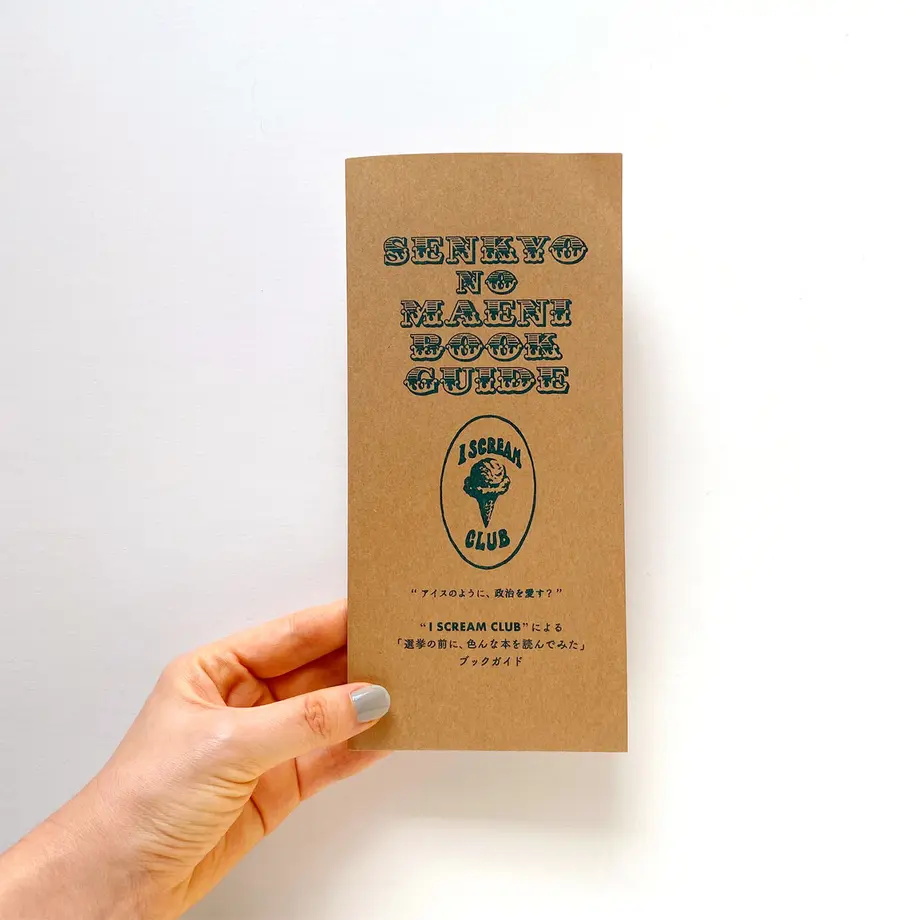 SENKYO
NO
MAENI
BOOK
GUIDE
I SCREAM
CLUB
“アイスのように、政治を愛す?”
“I SCREAM CLUB”による
「選挙の前に、色んな本を読んでみた」
ブックガイド